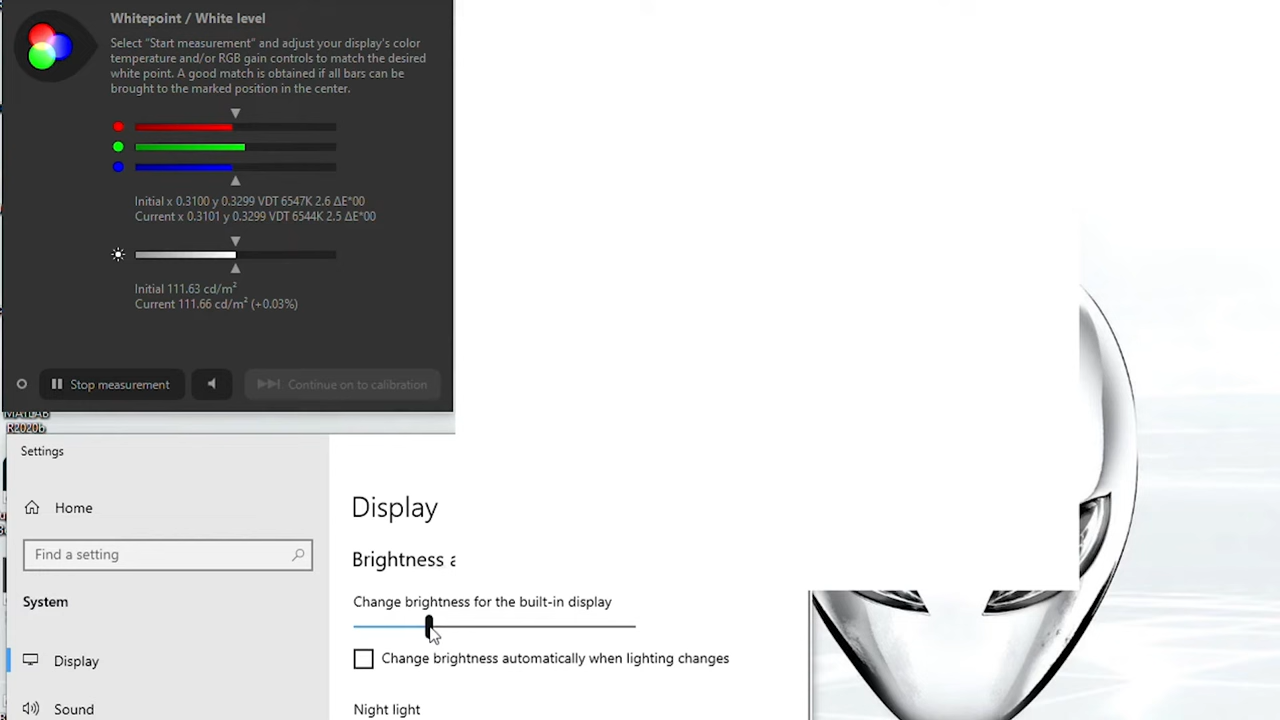 Whitepoint / White level
Select "Start measurement" and adjust your display's color
temperature and/or RGB gain controls to match the desired
white point. A good match is obtained if all bars can be
brought to the marked position in the center.
Initial x 0.3100 y 0.3299 VDT 6547K 2.6 ΔE*00
Current x 0.3101 y 0.3299 VDT 6544K 2.5 ΔE*00
Initial 111.63 cd/m²
Current 111.66 cd/m² (+0.03%)
Stop measurement
Continue on to calibration
MATLAB
R2020b
Settings
Home
Find a setting
System
Display
Sound
Display
Brightness a
Change brightness for the built-in display
Change brightness automatically when lighting changes
Night light